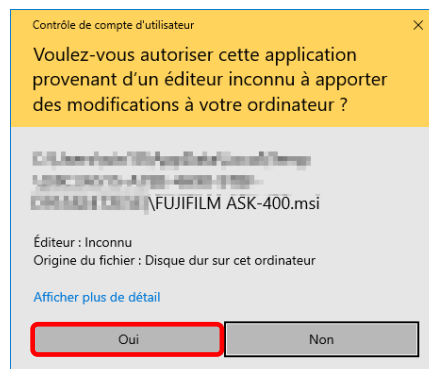 Contrôle de compte d'utilisateur
Voulez-vous autoriser cette application
provenant d'un éditeur inconnu à apporter
des modifications à votre ordinateur ?
\FUJIFILM ASK-400.msi
Éditeur : Inconnu
Origine du fichier : Disque dur sur cet ordinateur
Afficher plus de détail
Oui
Non